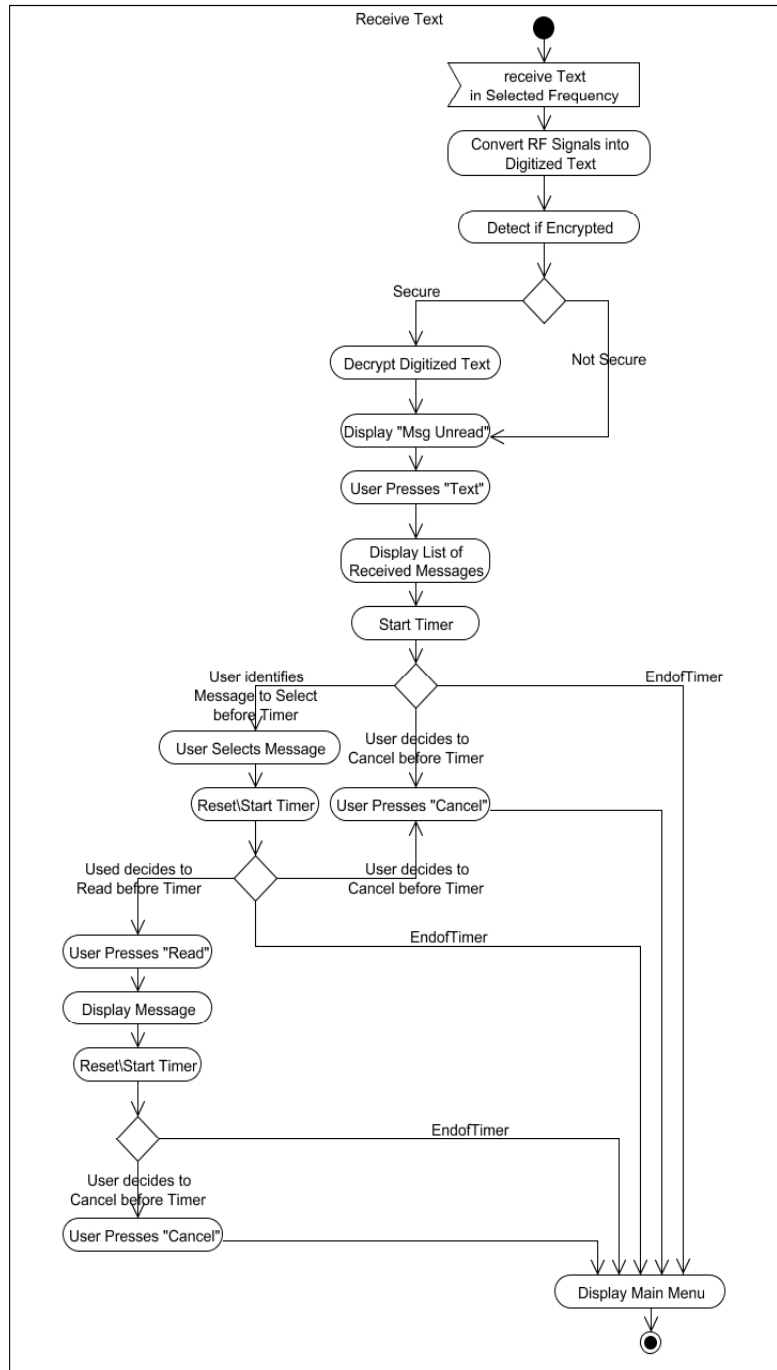 Receive Text
receive Text
in Selected Frequency
Convert RF Signals into
Digitized Text
Detect if Encrypted
Secure
Not Secure
Decrypt Digitized Text
Display "Msg Unread"
User Presses "Text"
Display List of
Received Messages
Start Timer
User identifies
Message to Select
before Timer
EndofTimer
User decides to
Cancel before Timer
User Selects Message
Reset\Start Timer
User Presses "Cancel"
Used decides to
Read before Timer
User decides to
Cancel before Timer
EndofTimer
User Presses "Read"
Display Message
Reset\Start Timer
EndofTimer
User decides to
Cancel before Timer
User Presses "Cancel"
Display Main Menu